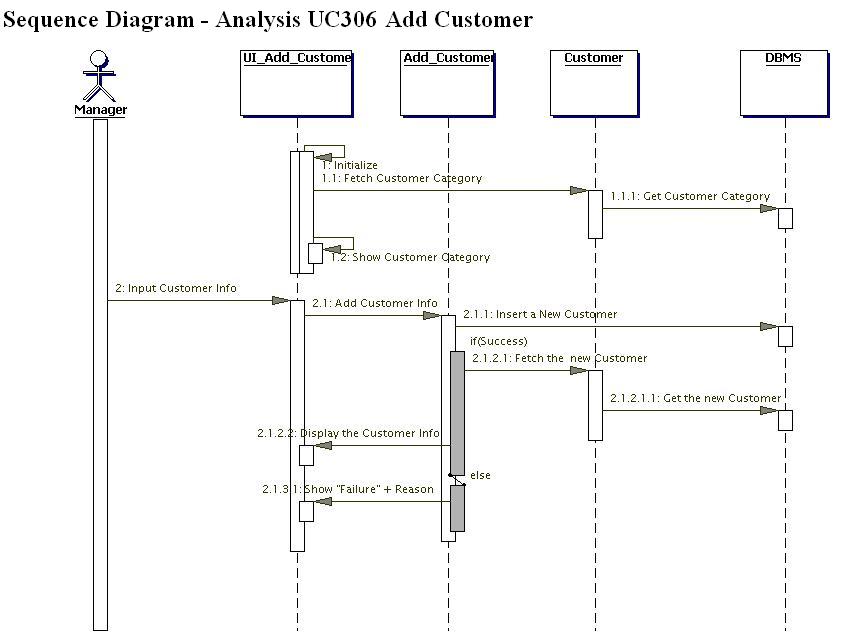 Sequence Diagram - Analysis UC306 Add Customer
UI_Add_Custome
Add_Customer
Customer
DBMS
Manager
1: Initialize
1.1: Fetch Customer Category
1.1.1: Get Customer Category
1.2: Show Customer Category
2: Input Customer Info
2.1: Add Customer Info
2.1.1: Insert a New Customer
if(Success)
2.1.2.1: Fetch the new Customer
2.1.2.1.1: Get the new Customer
2.1.2.2: Display the Customer Info
else
2.1.3.1: Show "Failure" + Reason